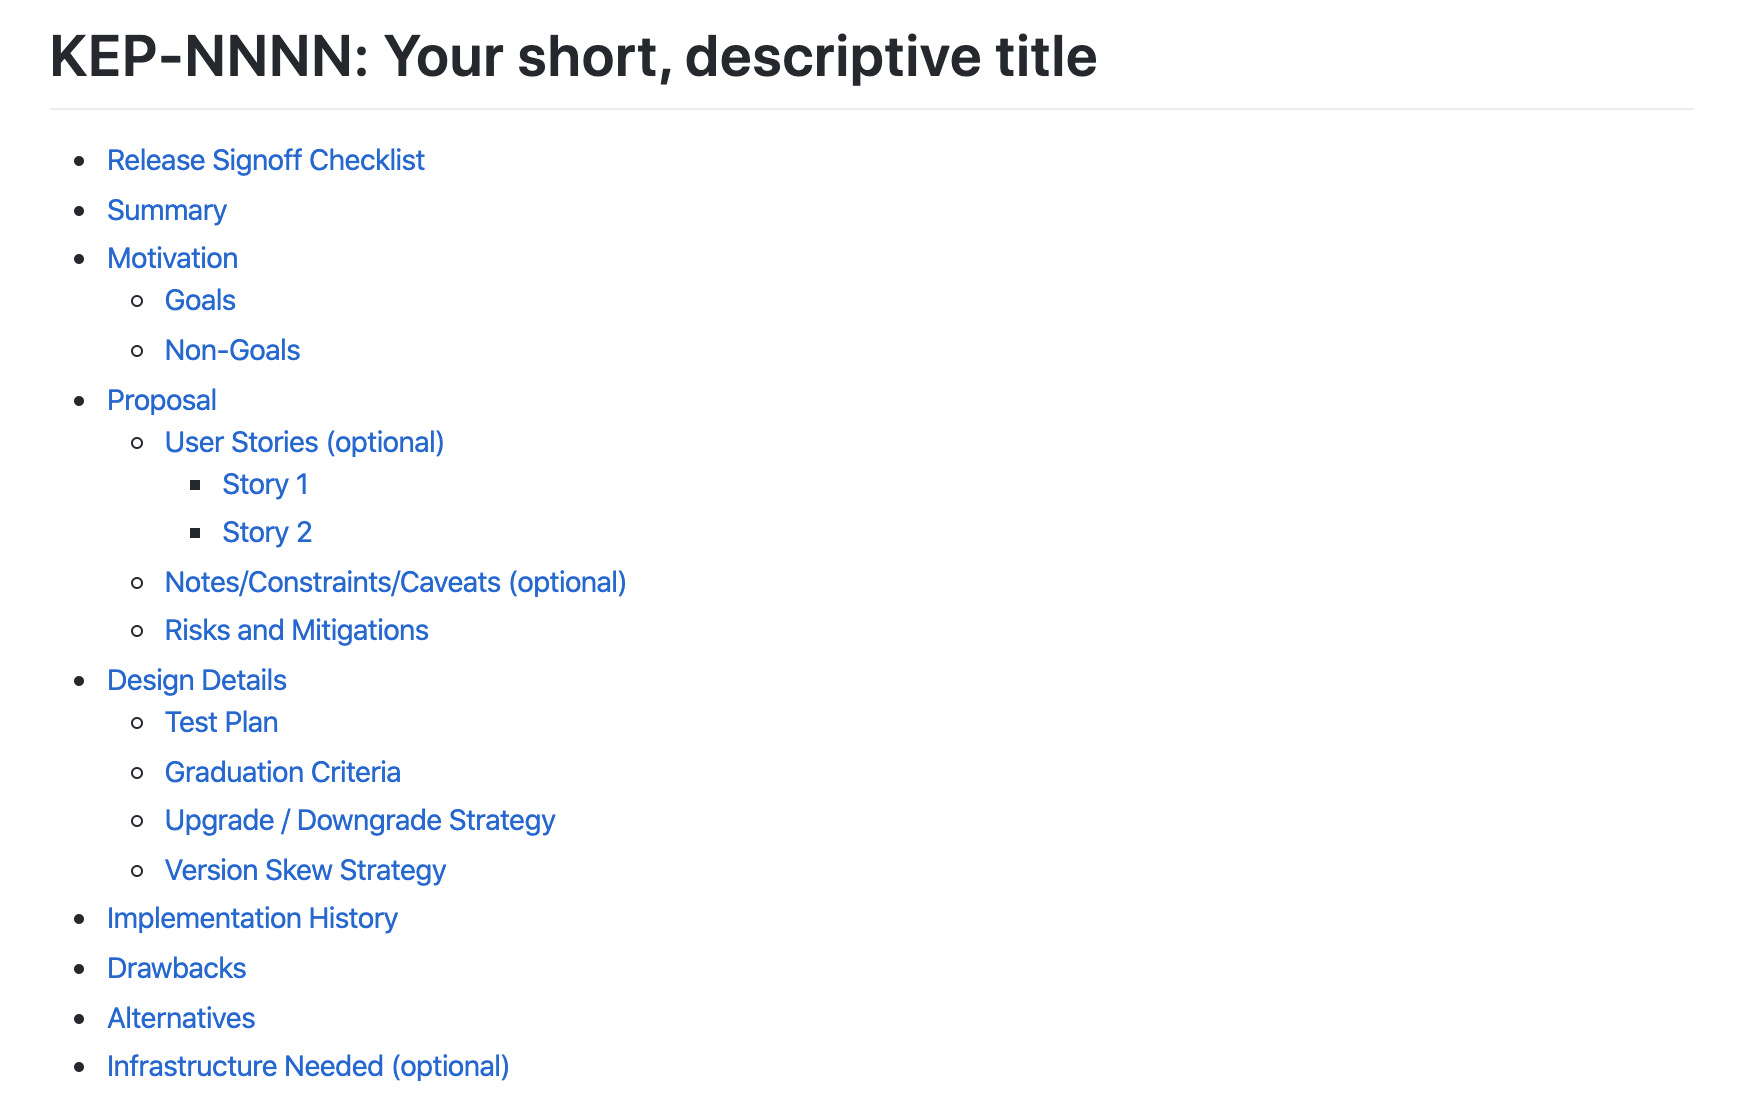 KEP-NNNN: Your short, descriptive title
Release Signoff Checklist
Summary
Motivation
Goals
Non-Goals
Proposal
User Stories (optional)
Story 1
Story 2
Notes/Constraints/Caveats (optional)
Risks and Mitigations
Design Details
Test Plan
Graduation Criteria
Upgrade / Downgrade Strategy
Version Skew Strategy
Implementation History
Drawbacks
Alternatives
Infrastructure Needed (optional)